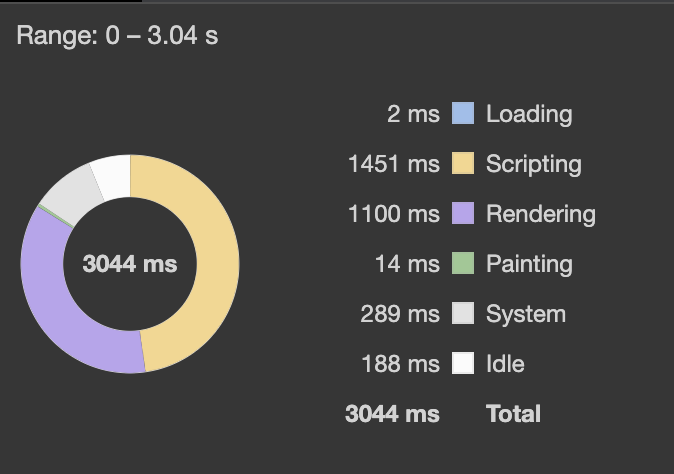 Range: 0 – 3.04 s
2 ms Loading
1451 ms Scripting
1100 ms Rendering
3044 ms
14 ms Painting
289 ms System
188 ms Idle
3044 ms Total